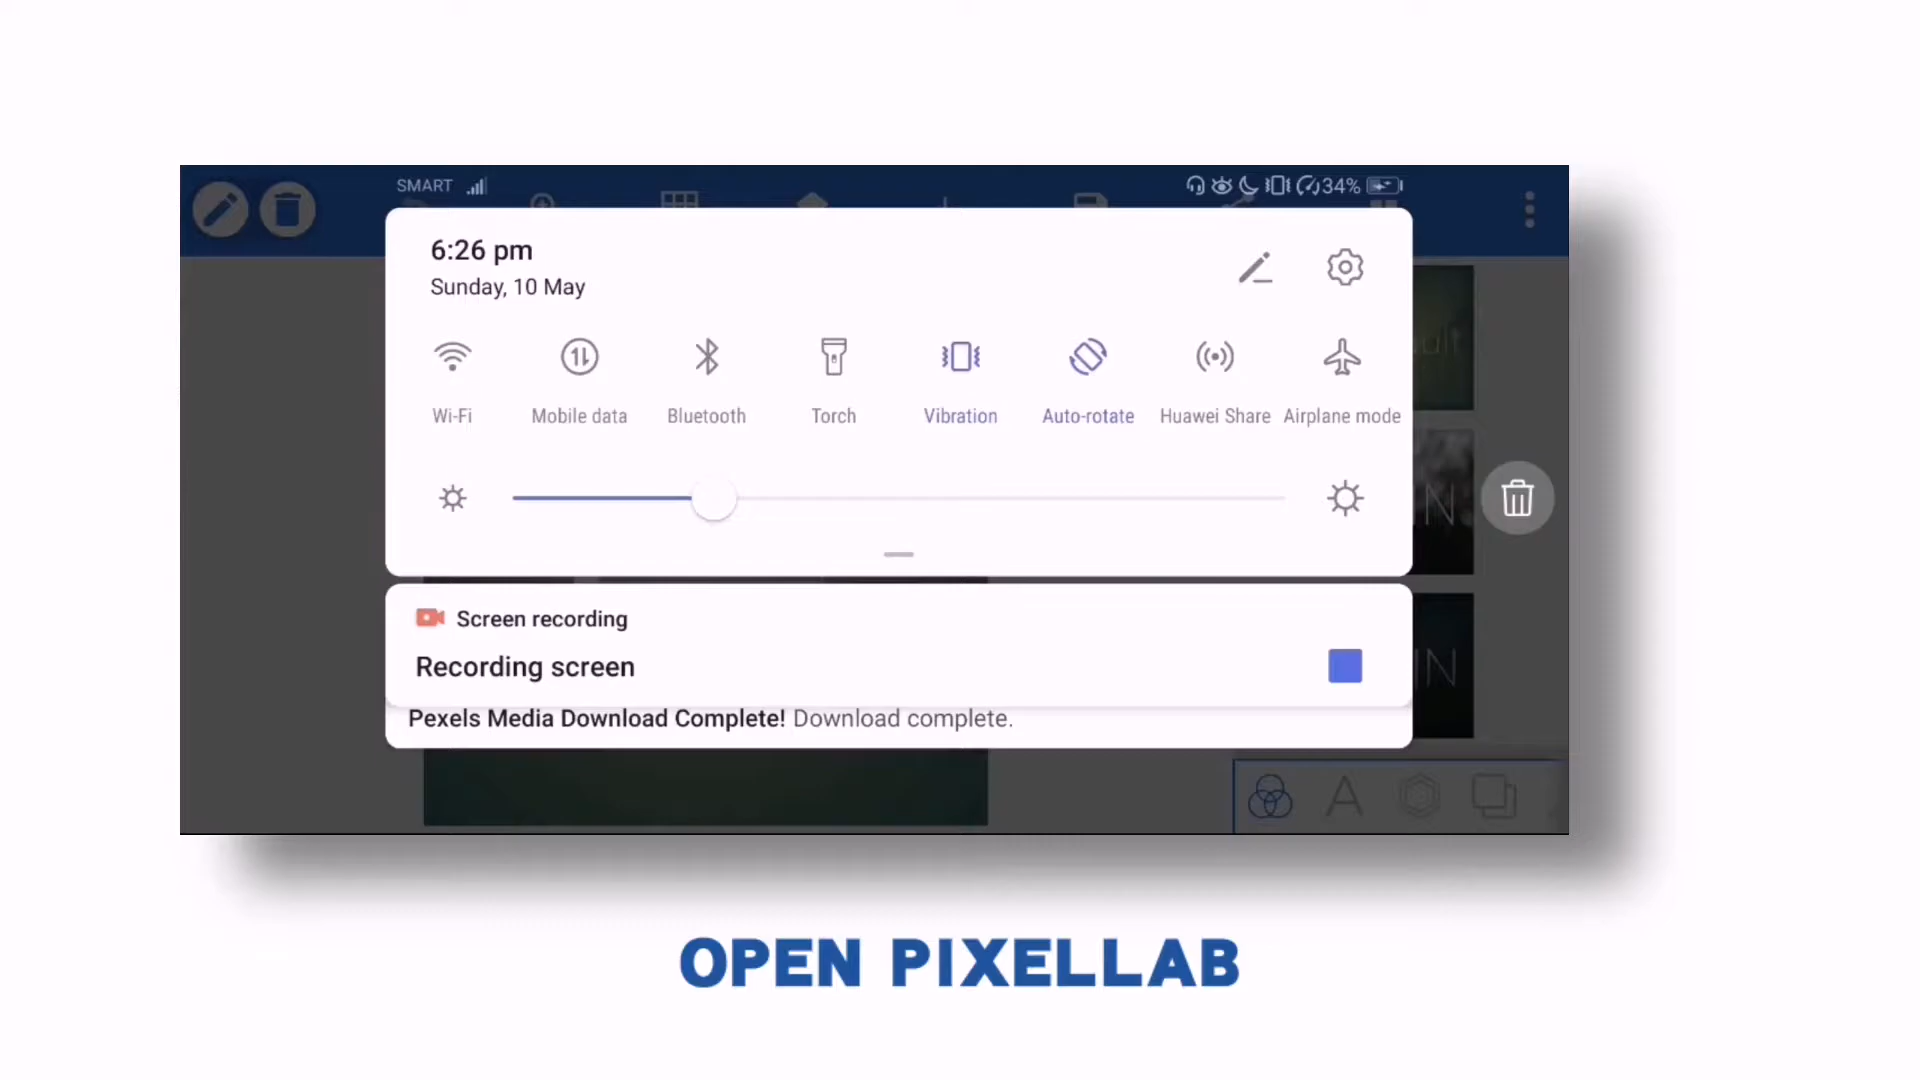 SMART 34%
6:26 pm
Sunday, 10 May
Wi-Fi Mobile data Bluetooth Torch Vibration Auto-rotate Huawei Share Airplane mode
Screen recording
Recording screen
Pexels Media Download Complete! Download complete.
A
OPEN PIXELLAB